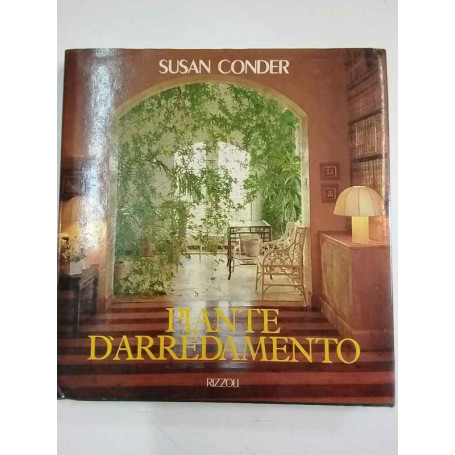 SUSAN CONDER
PIANTE
D'ARREDAMENTO
RIZZOLI